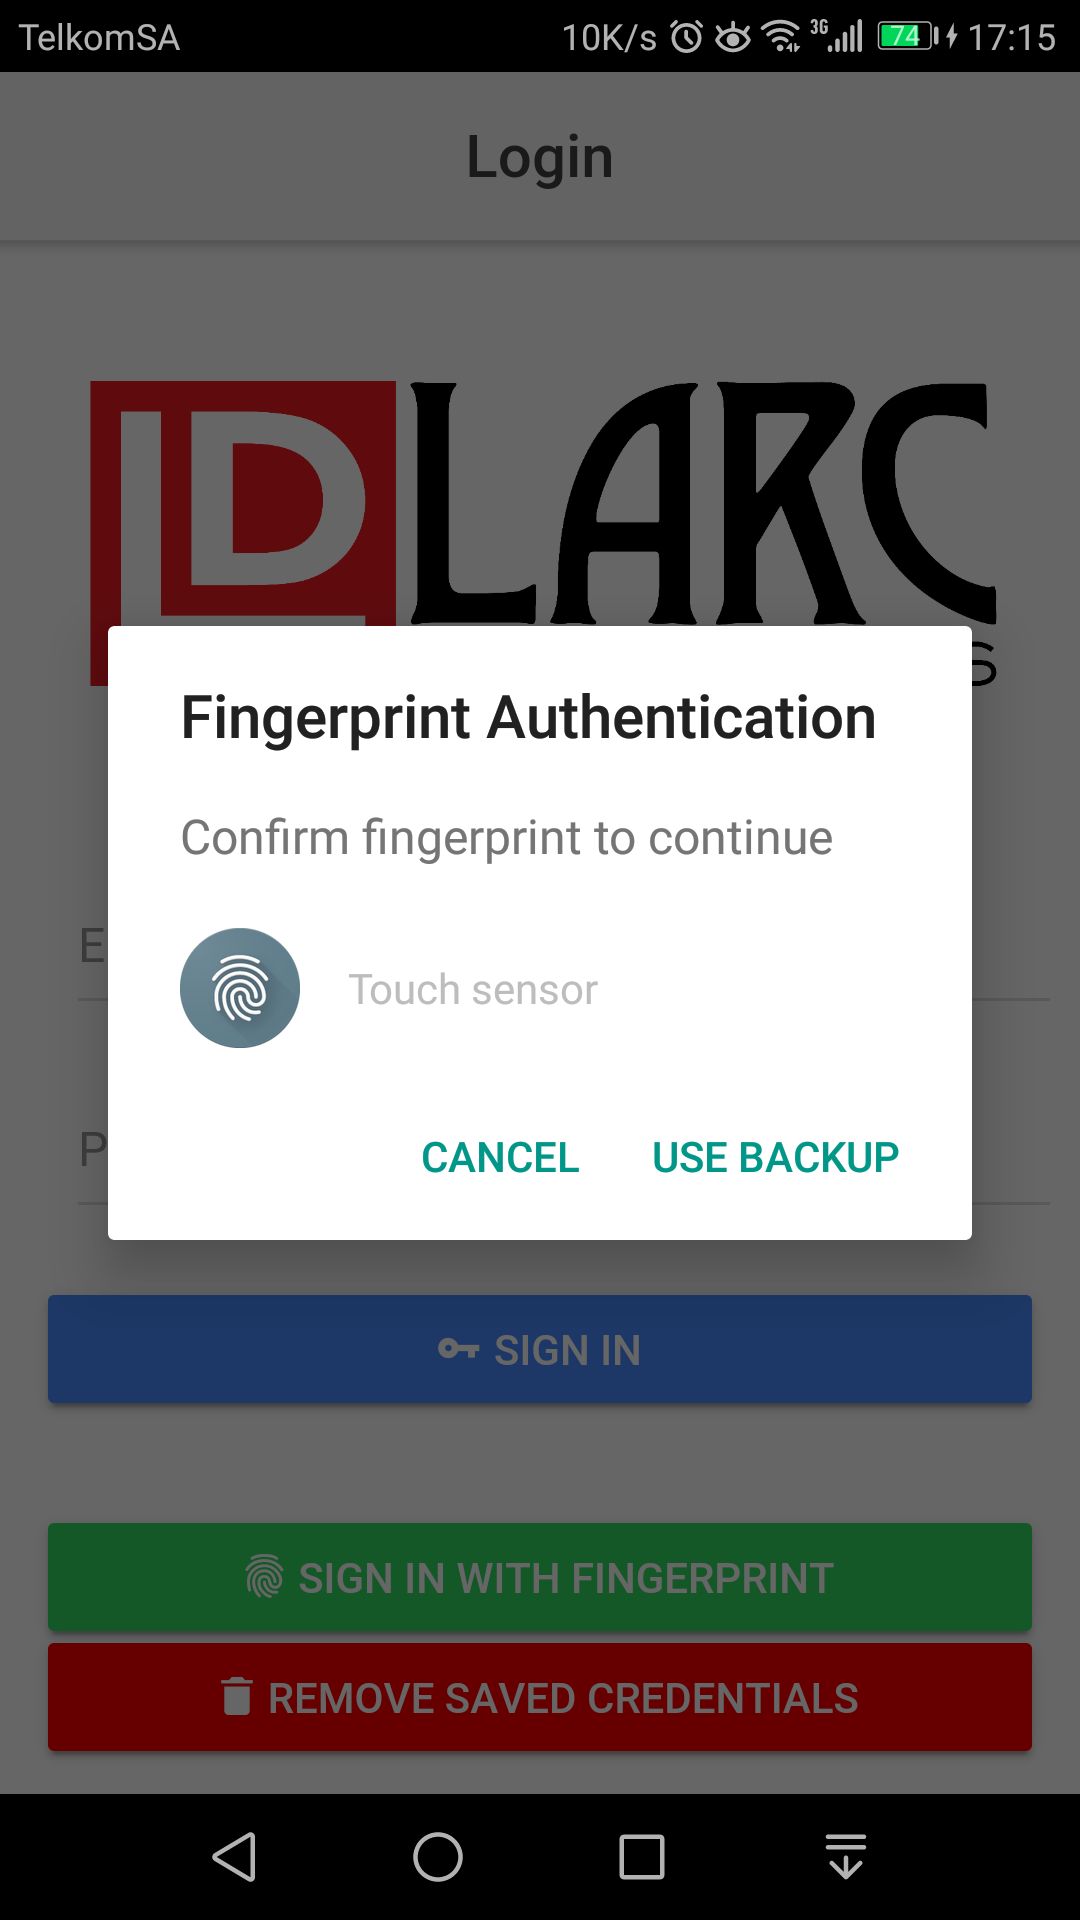 TelkomSA 10K/s 3G 74 17:15
Login
ID LARC
S
Fingerprint Authentication
Confirm fingerprint to continue
E
Touch sensor
P
CANCEL USE BACKUP
SIGN IN
SIGN IN WITH FINGERPRINT
REMOVE SAVED CREDENTIALS